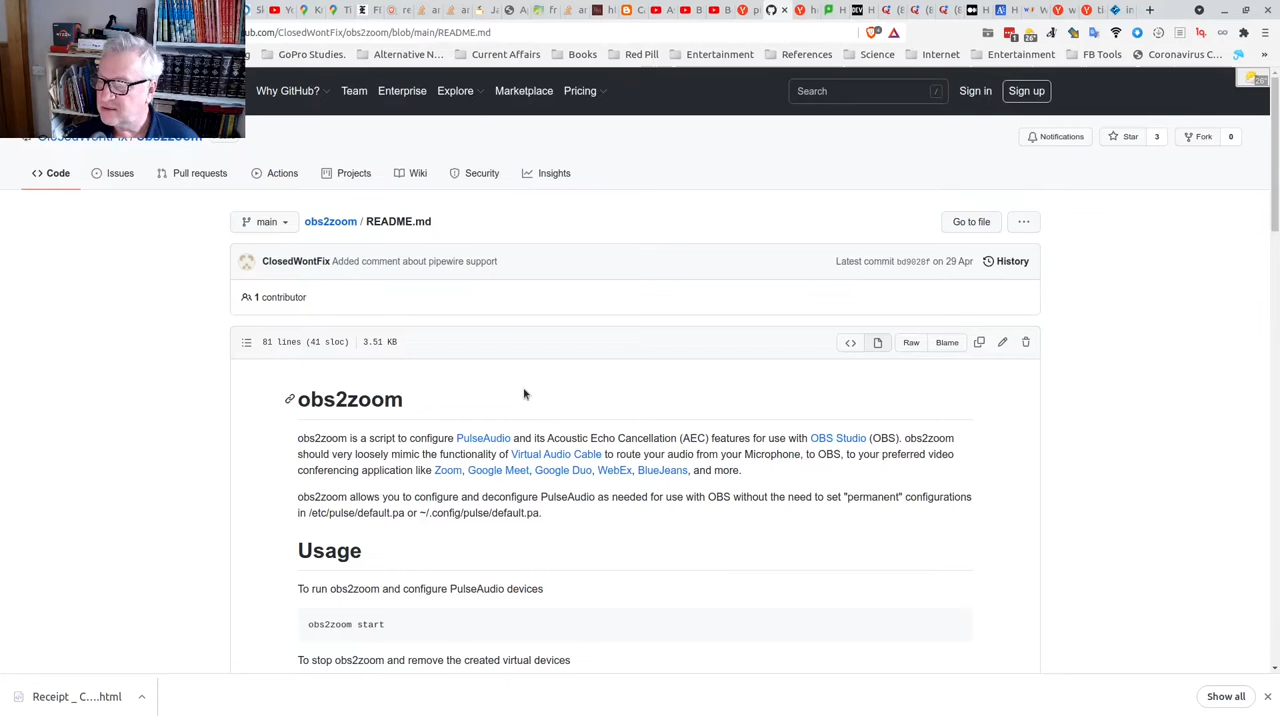 ub.com/ClosedWontFix/obs2zoom/blob/main/README.md
GoPro Studies. Alternative N... Current Affairs Books Red Pill Entertainment References Science Internet Entertainment FB Tools Coronavirus C... »
Why GitHub? Team Enterprise Explore Marketplace Pricing Search / Sign in Sign up
ClosedWontFix / obs2zoom
Notifications Star 3 Fork 0
Code Issues Pull requests Actions Projects Wiki Security Insights
main obs2zoom / README.md Go to file ...
ClosedWontFix Added comment about pipewire support Latest commit bd9028f on 29 Apr History
1 contributor
81 lines (41 sloc) 3.51 KB <> Raw Blame
obs2zoom
obs2zoom is a script to configure PulseAudio and its Acoustic Echo Cancellation (AEC) features for use with OBS Studio (OBS). obs2zoom
should very loosely mimic the functionality of Virtual Audio Cable to route your audio from your Microphone, to OBS, to your preferred video
conferencing application like Zoom, Google Meet, Google Duo, WebEx, BlueJeans, and more.
obs2zoom allows you to configure and deconfigure PulseAudio as needed for use with OBS without the need to set "permanent" configurations
in /etc/pulse/default.pa or ~/.config/pulse/default.pa.
Usage
To run obs2zoom and configure PulseAudio devices
obs2zoom start
To stop obs2zoom and remove the created virtual devices
Receipt _ C....html Show all